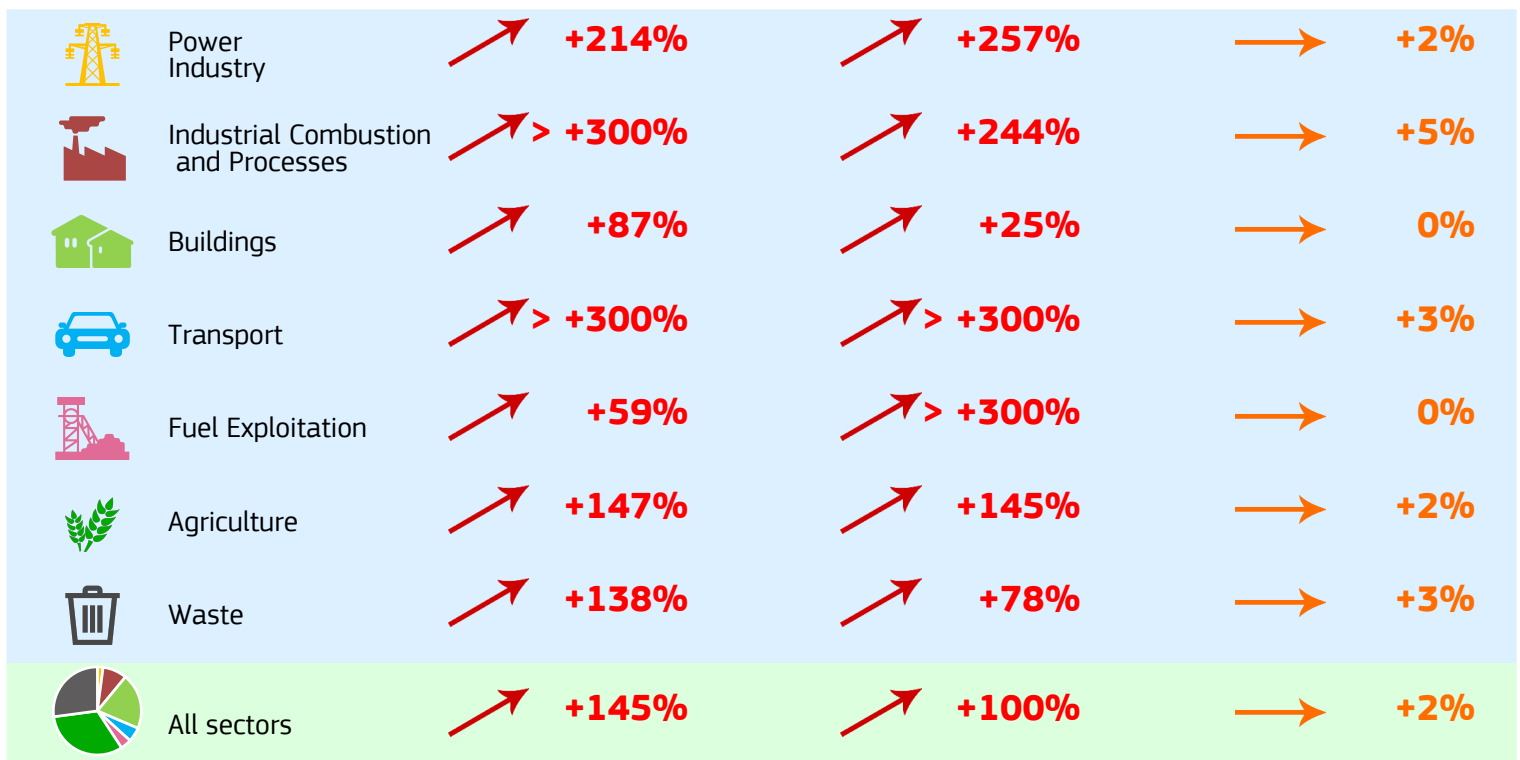 Power
Industry
+214%
+257%
+2%
Industrial Combustion
and Processes
> +300%
+244%
+5%
Buildings
+87%
+25%
0%
Transport
> +300%
> +300%
+3%
Fuel Exploitation
+59%
> +300%
0%
Agriculture
+147%
+145%
+2%
Waste
+138%
+78%
+3%
All sectors
+145%
+100%
+2%